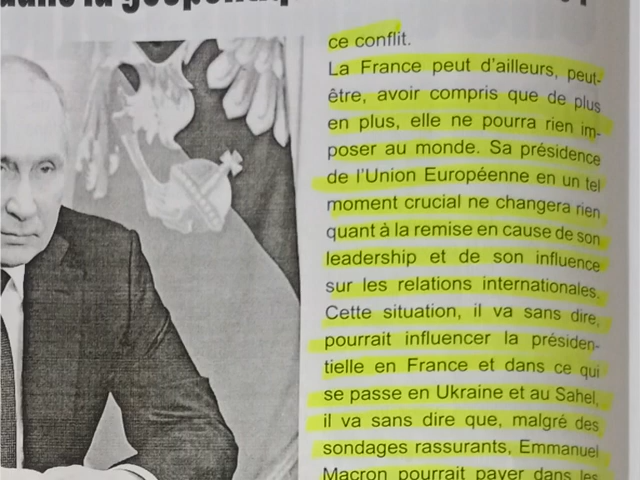 dans la géopolitiq
ce conflit.
La France peut d'ailleurs, peut-
être, avoir compris que de plus
en plus, elle ne pourra rien im-
poser au monde. Sa présidence
de l'Union Européenne en un tel
moment crucial ne changera rien
quant à la remise en cause de son
leadership et de son influence
sur les relations internationales.
Cette situation, il va sans dire,
pourrait influencer la présiden-
tielle en France et dans ce qui
se passe en Ukraine et au Sahel,
il va sans dire que, malgré des
sondages rassurants, Emmanuel
Macron pourrait payer dans les